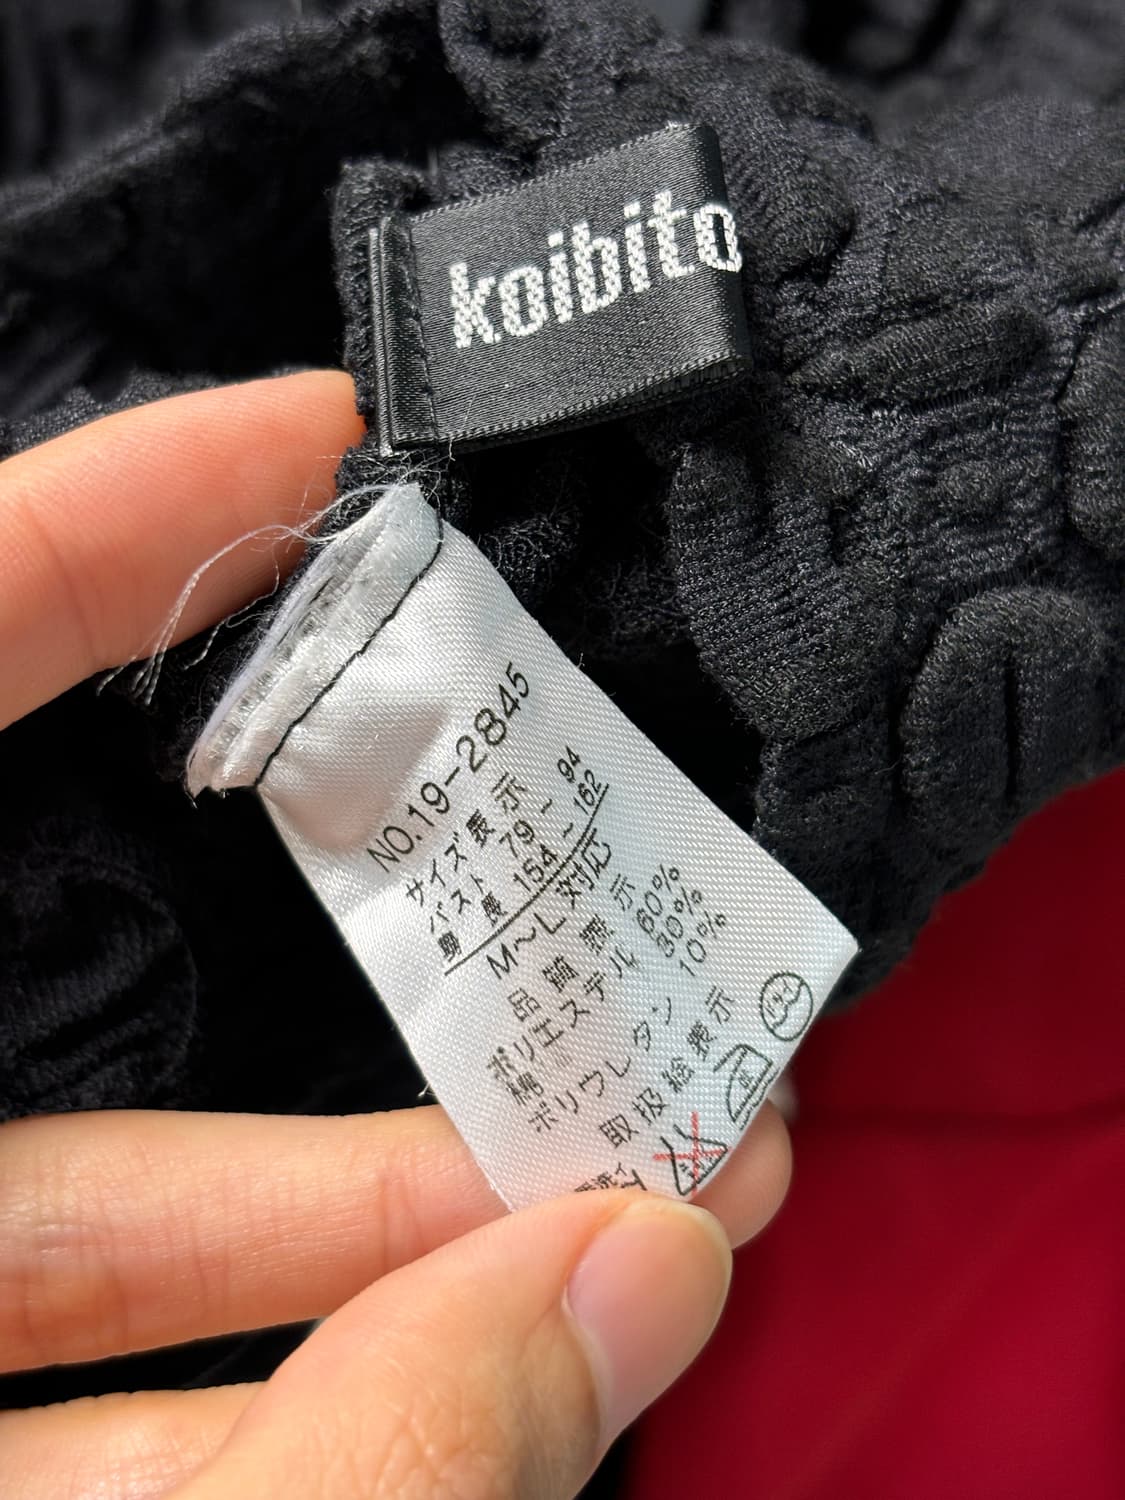 koibito
NO.19-2845
サイズ表示
バスト 79 ~ 94
身長 154 ~ 162
M~L対応
品質表示
ポリエステル 60%
綿 30%
ポリウレタン 10%
取扱絵表示